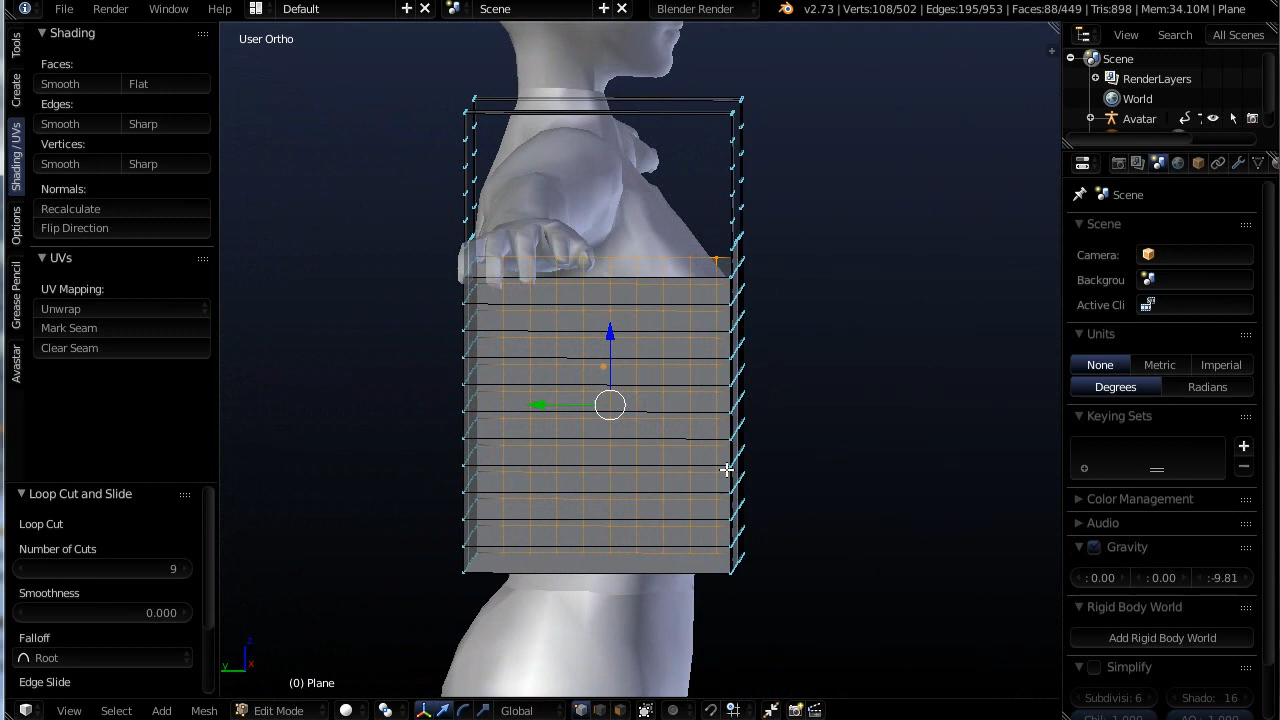 File Render Window Help Default Scene Blender Render v2.73 | Verts:108/502 | Edges:195/953 | Faces:88/449 | Tris:898 | Mem:34.10M | Plane
Tools
Create
Shading / UVs
Options
Grease Pencil
Avastar
Shading
Faces:
Smooth Flat
Edges:
Smooth Sharp
Vertices:
Smooth Sharp
Normals:
Recalculate
Flip Direction
UVs
UV Mapping:
Unwrap
Mark Seam
Clear Seam
Loop Cut and Slide
Loop Cut
Number of Cuts
9
Smoothness
0.000
Falloff
Root
Edge Slide
User Ortho
z
y x
(0) Plane
View Select Add Mesh Edit Mode Global
View Search All Scenes
Scene
RenderLayers
World
Avatar
Scene
Scene
Camera:
Backgrou
Active Cli
Units
None Metric Imperial
Degrees Radians
Keying Sets
Color Management
Audio
Gravity
: 0.00 : 0.00 :-9.81
Rigid Body World
Add Rigid Body World
Simplify
Subdivisi: 6 Shado: 16